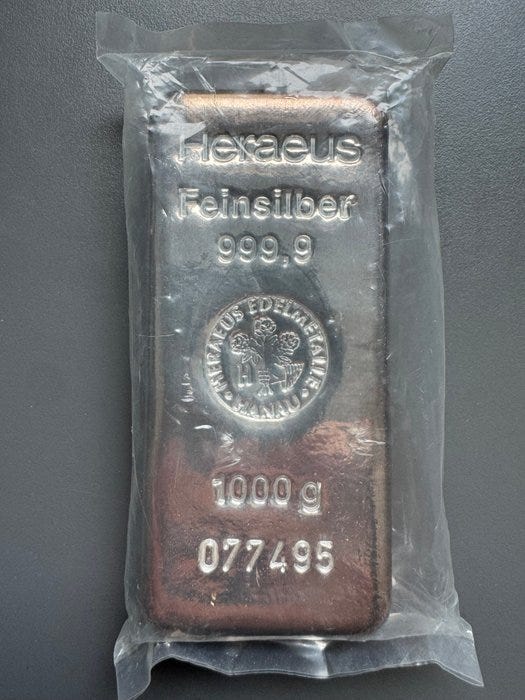 Heraeus
Feinsilber
999,9
HERAEUS EDELMETALLE
HANAU
1000 g
077495